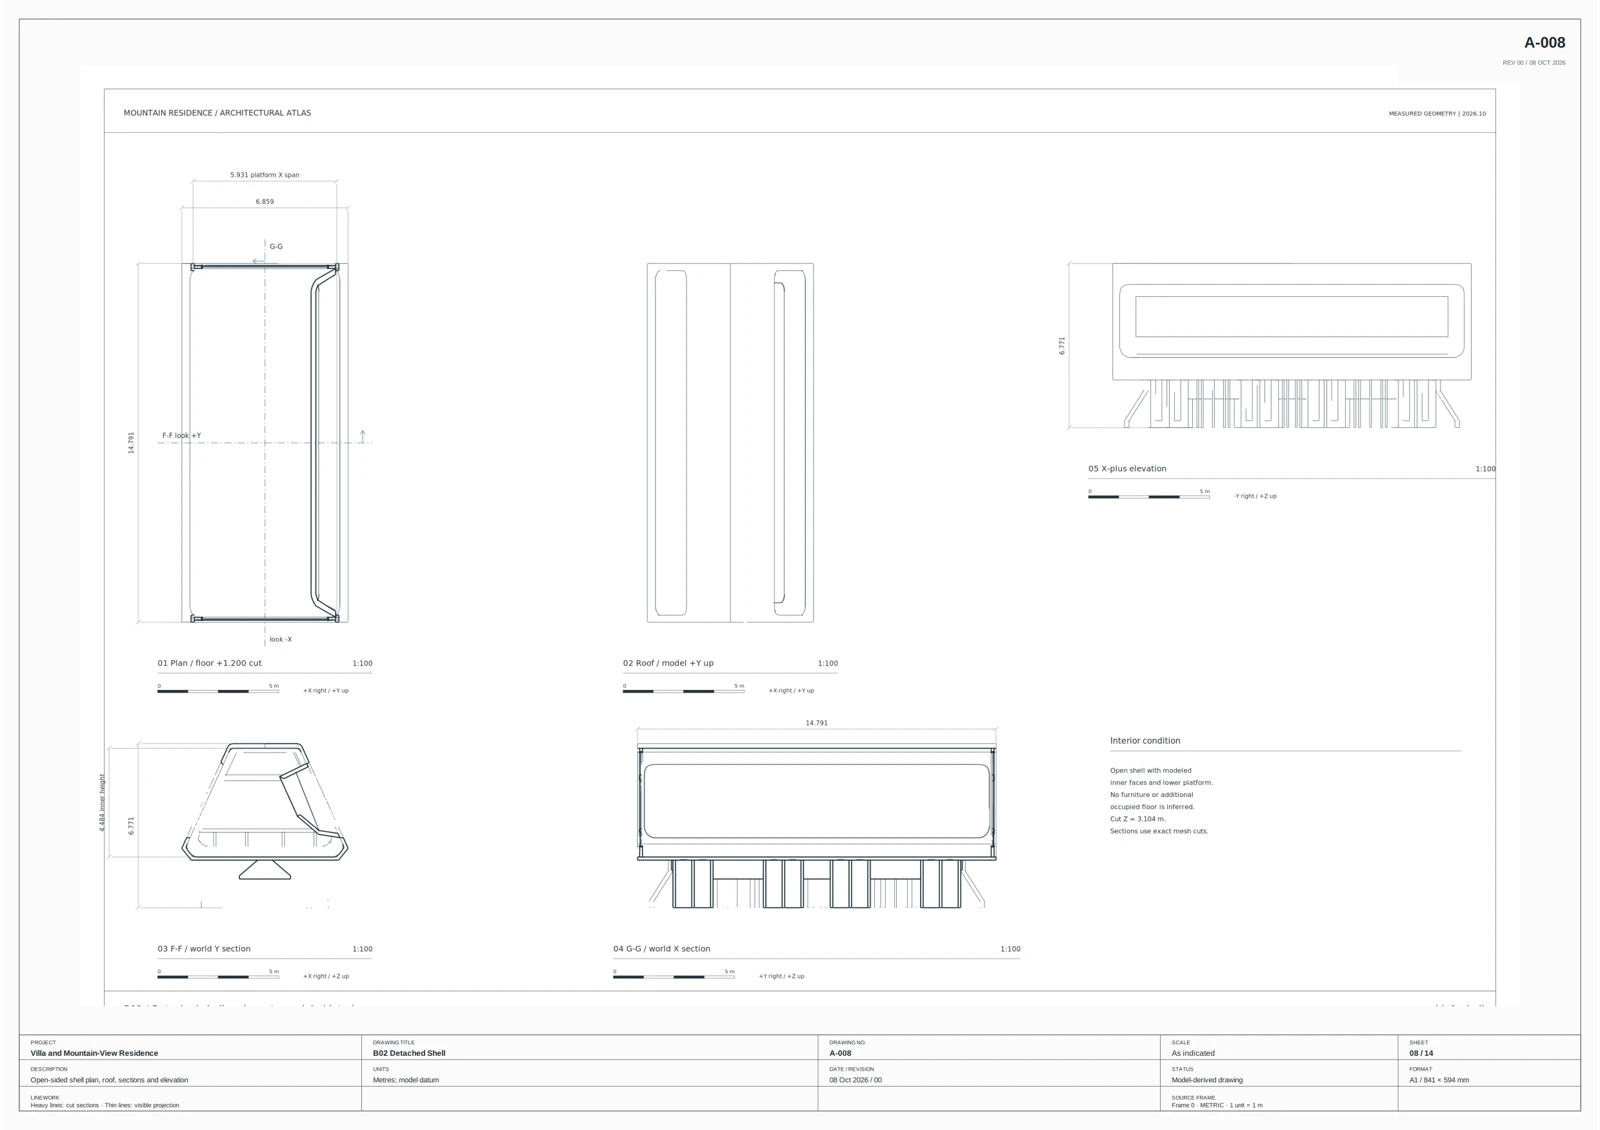 A-008
REV 00 / 08 OCT 2026
MOUNTAIN RESIDENCE / ARCHITECTURAL ATLAS
MEASURED GEOMETRY | 2026.10
5.931 platform X span
6.859
G-G
14.791
F-F look +Y
look -X
01 Plan / floor +1.200 cut
1:100
0
5 m
+X right / +Y up
02 Roof / model +Y up
1:100
0
5 m
+X right / +Y up
6.771
05 X-plus elevation
1:100
0
5 m
-Y right / +Z up
4.484 inner height
6.771
03 F-F / world Y section
1:100
0
5 m
+X right / +Z up
14.791
04 G-G / world X section
1:100
0
5 m
+Y right / +Z up
Interior condition
Open shell with modeled
inner faces and lower platform.
No furniture or additional
occupied floor is inferred.
Cut Z = 3.104 m.
Sections use exact mesh cuts.
PROJECT
Villa and Mountain-View Residence
DRAWING TITLE
B02 Detached Shell
DRAWING NO.
A-008
SCALE
As indicated
SHEET
08 / 14
DESCRIPTION
Open-sided shell plan, roof, sections and elevation
UNITS
Metres; model datum
DATE / REVISION
08 Oct 2026 / 00
STATUS
Model-derived drawing
FORMAT
A1 / 841 × 594 mm
LINEWORK
Heavy lines: cut sections · Thin lines: visible projection
SOURCE FRAME
Frame 0 · METRIC · 1 unit = 1 m